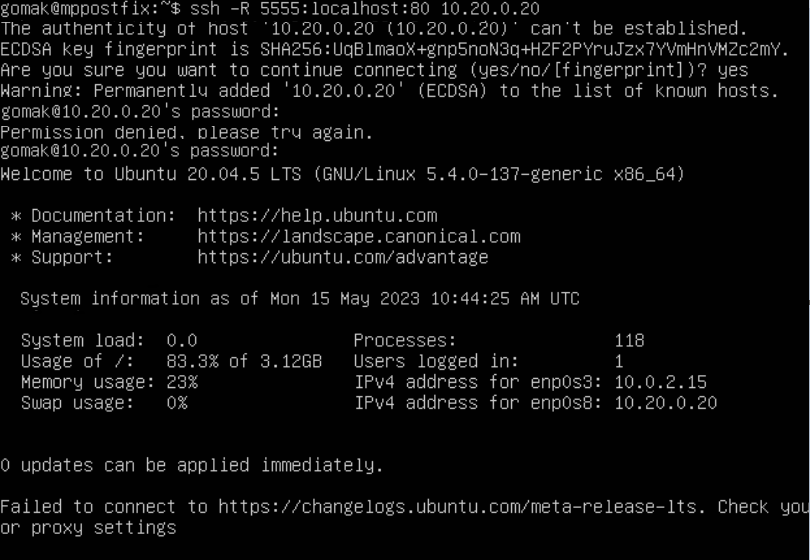 gomak@mppostfix:~$ ssh -R 5555:localhost:80 10.20.0.20
The authenticity of host '10.20.0.20 (10.20.0.20)' can't be established.
ECDSA key fingerprint is SHA256:UqBlmaoX+gnp5noN3q+HZF2PYruJzx7YVmHnVMZc2mY.
Are you sure you want to continue connecting (yes/no/[fingerprint])? yes
Warning: Permanently added '10.20.0.20' (ECDSA) to the list of known hosts.
gomak@10.20.0.20's password:
Permission denied, please try again.
gomak@10.20.0.20's password:
Welcome to Ubuntu 20.04.5 LTS (GNU/Linux 5.4.0-137-generic x86_64)
* Documentation: https://help.ubuntu.com
* Management: https://landscape.canonical.com
* Support: https://ubuntu.com/advantage
System information as of Mon 15 May 2023 10:44:25 AM UTC
System load: 0.0 Processes: 118
Usage of /: 83.3% of 3.12GB Users logged in: 1
Memory usage: 23% IPv4 address for enp0s3: 10.0.2.15
Swap usage: 0% IPv4 address for enp0s8: 10.20.0.20
0 updates can be applied immediately.
Failed to connect to https://changelogs.ubuntu.com/meta-release-lts. Check you
or proxy settings